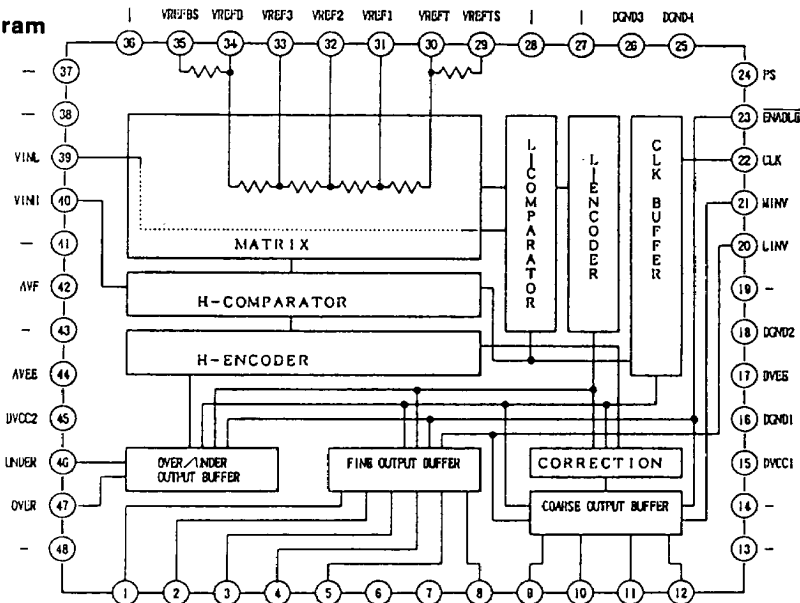 ram
VREFBS VREFB VREF3 VREF2 VREF1 VREFT VREFTS DGND3 DGND4
36 35 34 33 32 31 30 29 28 27 26 25
37
38
VINL 39
VINH 40
41
AVF 42
43
AVEE 44
DVCC2 45
UNDER 46
OVER 47
48
24 PS
23 ENABLE
22 CLK
21 MINV
20 LINV
19
18 DGND2
17 DVEE
16 DGND1
15 DVCC1
14
13
MATRIX
H-COMPARATOR
H-ENCODER
L-COMPARATOR
L-ENCODER
CLK BUFFER
OVER/UNDER
OUTPUT BUFFER
FINE OUTPUT BUFFER
CORRECTION
COARSE OUTPUT BUFFER
1 2 3 4 5 6 7 8 9 10 11 12